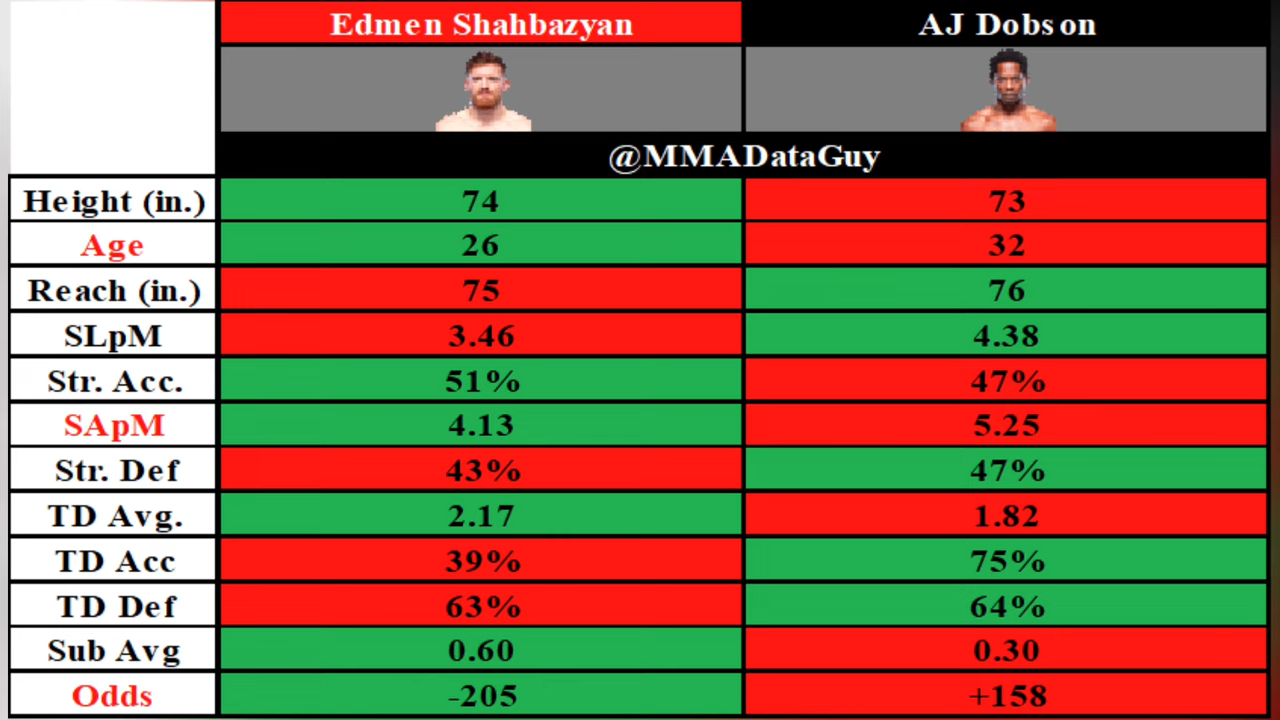 Edmen Shahbazyan AJ Dobson
@MMADataGuy
Height (in.) 74 73
Age 26 32
Reach (in.) 75 76
SLpM 3.46 4.38
Str. Acc. 51% 47%
SApM 4.13 5.25
Str. Def 43% 47%
TD Avg. 2.17 1.82
TD Acc 39% 75%
TD Def 63% 64%
Sub Avg 0.60 0.30
Odds -205 +158